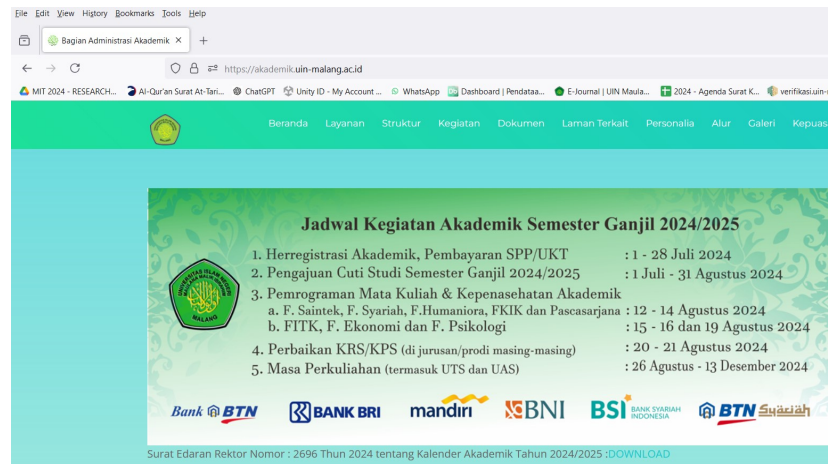 File Edit View History Bookmarks Tools Help
Bagian Administrasi Akademik × +
https://akademik.uin-malang.ac.id
MIT 2024 - RESEARCH... Al-Qur'an Surat At-Tari... ChatGPT Unity ID - My Account ... WhatsApp Dashboard | Pendataa... E-Journal | UIN Maula... 2024 - Agenda Surat K... verifikasi.uin-m
Beranda Layanan Struktur Kegiatan Dokumen Laman Terkait Personalia Alur Galeri Kepuas
Jadwal Kegiatan Akademik Semester Ganjil 2024/2025
1. Herregistrasi Akademik, Pembayaran SPP/UKT : 1 - 28 Juli 2024
2. Pengajuan Cuti Studi Semester Ganjil 2024/2025 : 1 Juli - 31 Agustus 2024
3. Pemrograman Mata Kuliah & Kepenasehatan Akademik
a. F. Saintek, F. Syariah, F.Humaniora, FKIK dan Pascasarjana : 12 - 14 Agustus 2024
b. FITK, F. Ekonomi dan F. Psikologi : 15 - 16 dan 19 Agustus 2024
4. Perbaikan KRS/KPS (di jurusan/prodi masing-masing) : 20 - 21 Agustus 2024
5. Masa Perkuliahan (termasuk UTS dan UAS) : 26 Agustus - 13 Desember 2024
UNIVERSITAS ISLAM NEGERI
MAULANA MALIK IBRAHIM
MALANG
Bank BTN BANK BRI mandiri BNI BSI BANK SYARIAH INDONESIA BTN Syariah
Surat Edaran Rektor Nomor : 2696 Thun 2024 tentang Kalender Akademik Tahun 2024/2025 :DOWNLOAD